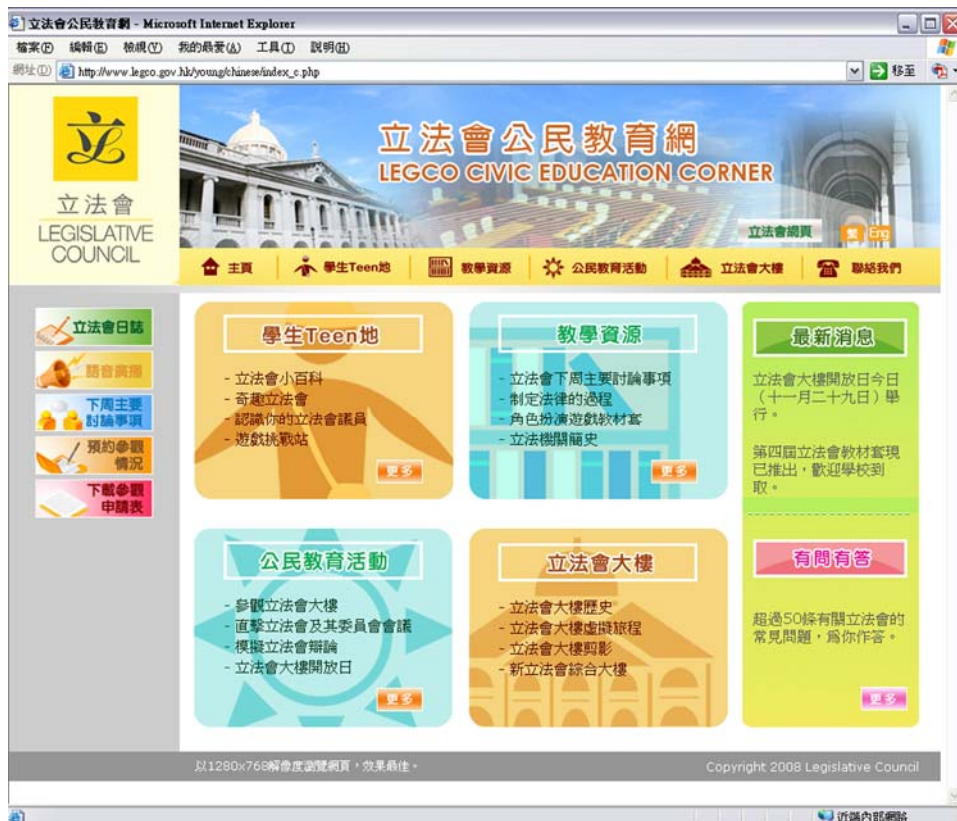 立法會公民教育網 - Microsoft Internet Explorer
檔案(F) 編輯(E) 檢視(V) 我的最愛(A) 工具(T) 說明(H)
網址(D) http://www.legco.gov.hk/young/chinese/index_c.php 移至
立法會
LEGISLATIVE
COUNCIL
立法會公民教育網
LEGCO CIVIC EDUCATION CORNER
立法會網頁 繁 Eng
主頁 學生Teen地 教學資源 公民教育活動 立法會大樓 聯絡我們
立法會日誌
語音廣播
下周主要
討論事項
預約參觀
情況
下載參觀
申請表
學生Teen地
- 立法會小百科
- 奇趣立法會
- 認識你的立法會議員
- 遊戲挑戰站
更多
教學資源
- 立法會下周主要討論事項
- 制定法律的過程
- 角色扮演遊戲教材套
- 立法機關簡史
更多
最新消息
立法會大樓開放日今日
（十一月二十九日）舉
行。
第四屆立法會教材套現
已推出，歡迎學校到
取。
公民教育活動
- 參觀立法會大樓
- 直擊立法會及其委員會會議
- 模擬立法會辯論
- 立法會大樓開放日
更多
立法會大樓
- 立法會大樓歷史
- 立法會大樓虛擬旅程
- 立法會大樓剪影
- 新立法會綜合大樓
更多
有問有答
超過50條有關立法會的
常見問題，為你作答。
更多
以1280x768解像度瀏覽網頁，效果最佳。
Copyright 2008 Legislative Council
近端內部網路